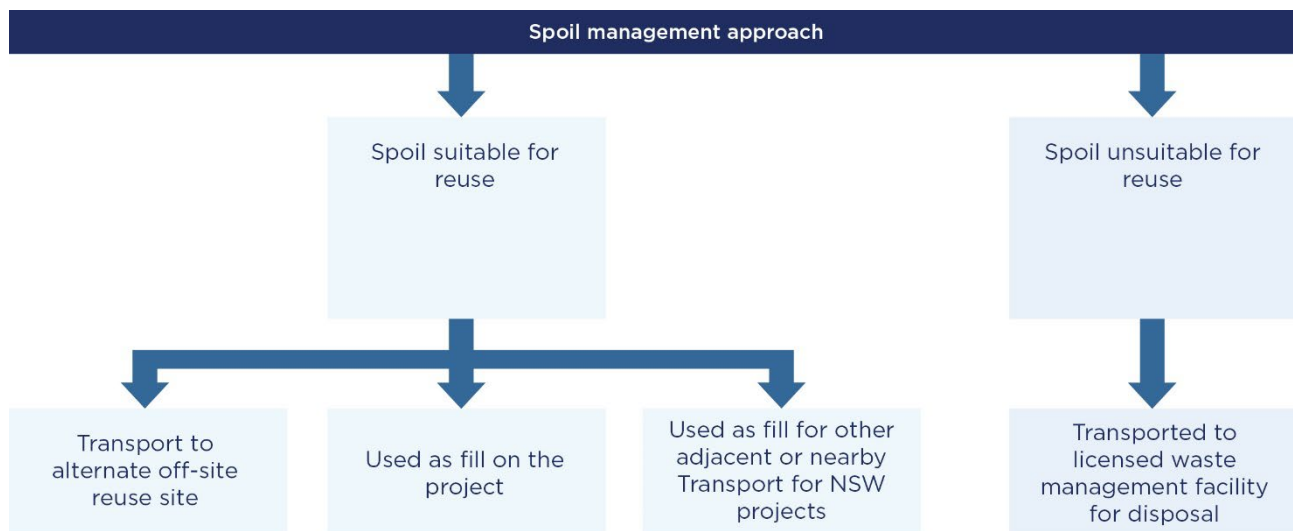 Spoil management approach
Spoil suitable for
reuse
Spoil unsuitable for
reuse
Transport to
alternate off-site
reuse site
Used as fill on the
project
Used as fill for other
adjacent or nearby
Transport for NSW
projects
Transported to
licensed waste
management facility
for disposal